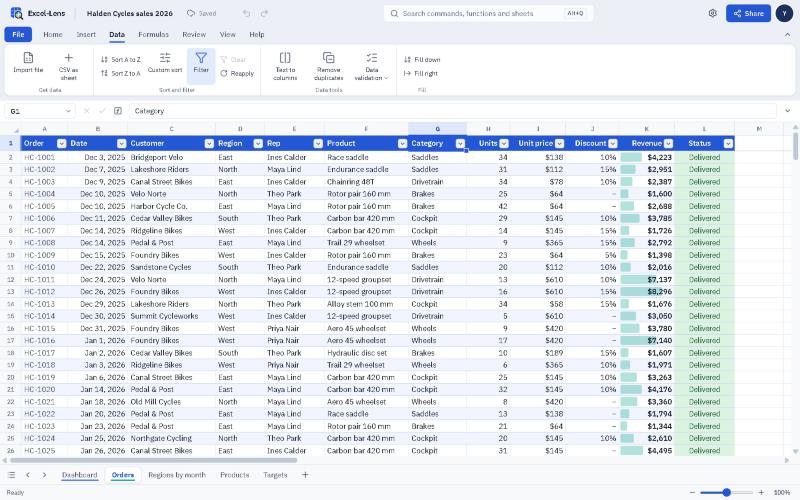 Excel-Lens Halden Cycles sales 2026 Saved Search commands, functions and sheets Alt+Q Share Y
File Home Insert Data Formulas Review View Help
Import file CSV as sheet Sort A to Z Sort Z to A Custom sort Filter Clear Reapply Text to columns Remove duplicates Data validation Fill down Fill right
Get data Sort and filter Data tools Fill
G1 Category
A B C D E F G H I J K L M
1 Order Date Customer Region Rep Product Category Units Unit price Discount Revenue Status
2 HC-1001 Dec 3, 2025 Bridgeport Velo East Ines Calder Race saddle Saddles 34 $138 10% $4,223 Delivered
3 HC-1002 Dec 7, 2025 Lakeshore Riders North Maya Lind Endurance saddle Saddles 31 $112 15% $2,951 Delivered
4 HC-1003 Dec 9, 2025 Canal Street Bikes East Ines Calder Chainring 48T Drivetrain 34 $78 10% $2,387 Delivered
5 HC-1004 Dec 10, 2025 Velo Norte North Theo Park Rotor pair 160 mm Brakes 25 $64 – $1,600 Delivered
6 HC-1005 Dec 10, 2025 Harbor Cycle Co. East Maya Lind Rotor pair 160 mm Brakes 42 $64 – $2,688 Delivered
7 HC-1006 Dec 11, 2025 Cedar Valley Bikes South Theo Park Carbon bar 420 mm Cockpit 29 $145 10% $3,785 Delivered
8 HC-1007 Dec 14, 2025 Ridgeline Bikes West Ines Calder Carbon bar 420 mm Cockpit 14 $145 15% $1,726 Delivered
9 HC-1008 Dec 14, 2025 Pedal & Post East Maya Lind Trail 29 wheelset Wheels 9 $365 15% $2,792 Delivered
10 HC-1009 Dec 15, 2025 Foundry Bikes West Ines Calder Rotor pair 160 mm Brakes 23 $64 5% $1,398 Delivered
11 HC-1010 Dec 22, 2025 Sandstone Cycles South Theo Park Endurance saddle Saddles 20 $112 10% $2,016 Delivered
12 HC-1011 Dec 24, 2025 Velo Norte North Maya Lind 12-speed groupset Drivetrain 13 $610 10% $7,137 Delivered
13 HC-1012 Dec 26, 2025 Foundry Bikes West Ines Calder 12-speed groupset Drivetrain 16 $610 15% $8,296 Delivered
14 HC-1013 Dec 29, 2025 Lakeshore Riders North Theo Park Alloy stem 100 mm Cockpit 34 $58 15% $1,676 Delivered
15 HC-1014 Dec 30, 2025 Summit Cycleworks West Ines Calder 12-speed groupset Drivetrain 5 $610 – $3,050 Delivered
16 HC-1015 Dec 31, 2025 Foundry Bikes West Priya Nair Aero 45 wheelset Wheels 9 $420 – $3,780 Delivered
17 HC-1016 Jan 1, 2026 Foundry Bikes West Priya Nair Aero 45 wheelset Wheels 17 $420 – $7,140 Delivered
18 HC-1017 Jan 2, 2026 Cedar Valley Bikes South Theo Park Hydraulic disc set Brakes 10 $189 15% $1,607 Delivered
19 HC-1018 Jan 3, 2026 Ridgeline Bikes West Priya Nair Trail 29 wheelset Wheels 6 $365 10% $1,971 Delivered
20 HC-1019 Jan 6, 2026 Canal Street Bikes East Maya Lind Carbon bar 420 mm Cockpit 25 $145 10% $3,263 Delivered
21 HC-1020 Jan 14, 2026 Pedal & Post East Maya Lind Carbon bar 420 mm Cockpit 32 $145 10% $4,176 Delivered
22 HC-1021 Jan 18, 2026 Old Mill Cycles North Maya Lind Aero 45 wheelset Wheels 8 $420 – $3,360 Delivered
23 HC-1022 Jan 20, 2026 Pedal & Post East Maya Lind Race saddle Saddles 13 $138 – $1,794 Delivered
24 HC-1023 Jan 23, 2026 Pedal & Post East Maya Lind Rotor pair 160 mm Brakes 21 $64 – $1,344 Delivered
25 HC-1024 Jan 25, 2026 Northgate Cycling North Theo Park Carbon bar 420 mm Cockpit 20 $145 10% $2,610 Delivered
26 HC-1025 Jan 26, 2026 Canal Street Bikes East Ines Calder Carbon bar 420 mm Cockpit 31 $145 – $4,495 Delivered
Dashboard Orders Regions by month Products Targets
Ready 100%